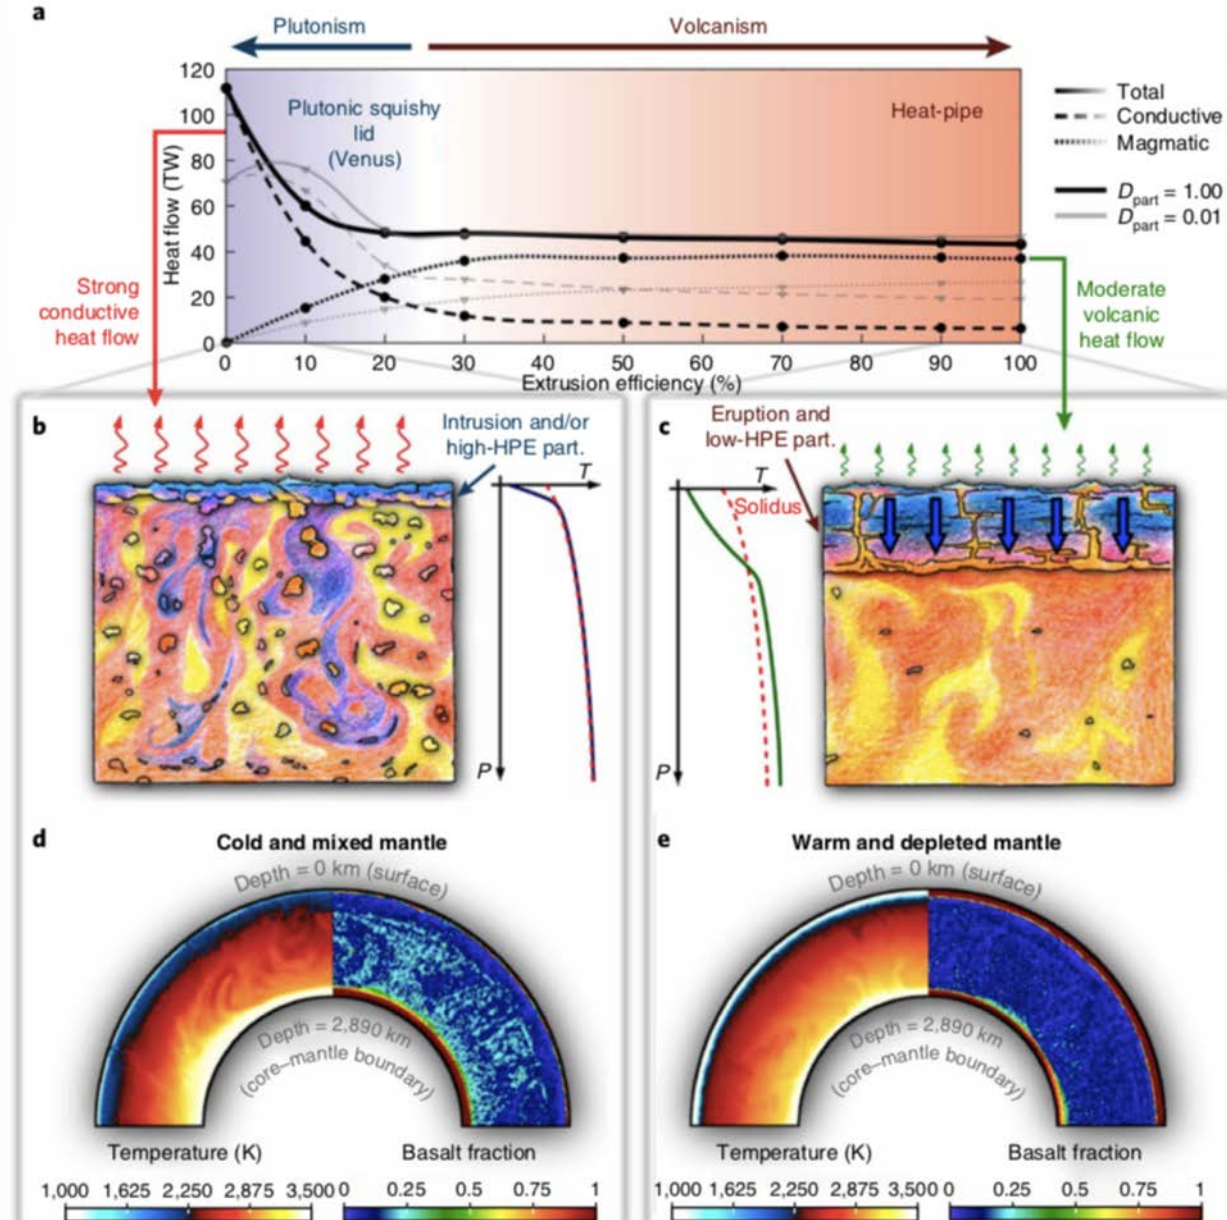 a
Plutonism
Volcanism
120
100
80
60
40
20
0
Heat flow (TW)
Plutonic squishy
lid
(Venus)
Heat-pipe
Total
Conductive
Magmatic
D_part = 1.00
D_part = 0.01
Strong
conductive
heat flow
Moderate
volcanic
heat flow
0 10 20 30 40 50 60 70 80 90 100
Extrusion efficiency (%)
b
Intrusion and/or
high-HPE part.
T
P
c
Eruption and
low-HPE part.
T
Solidus
P
d
Cold and mixed mantle
Depth = 0 km (surface)
Depth = 2,890 km
(core–mantle boundary)
Temperature (K)
Basalt fraction
1,000 1,625 2,250 2,875 3,500
0 0.25 0.5 0.75 1
e
Warm and depleted mantle
Depth = 0 km (surface)
Depth = 2,890 km
(core–mantle boundary)
Temperature (K)
Basalt fraction
1,000 1,625 2,250 2,875 3,500
0 0.25 0.5 0.75 1